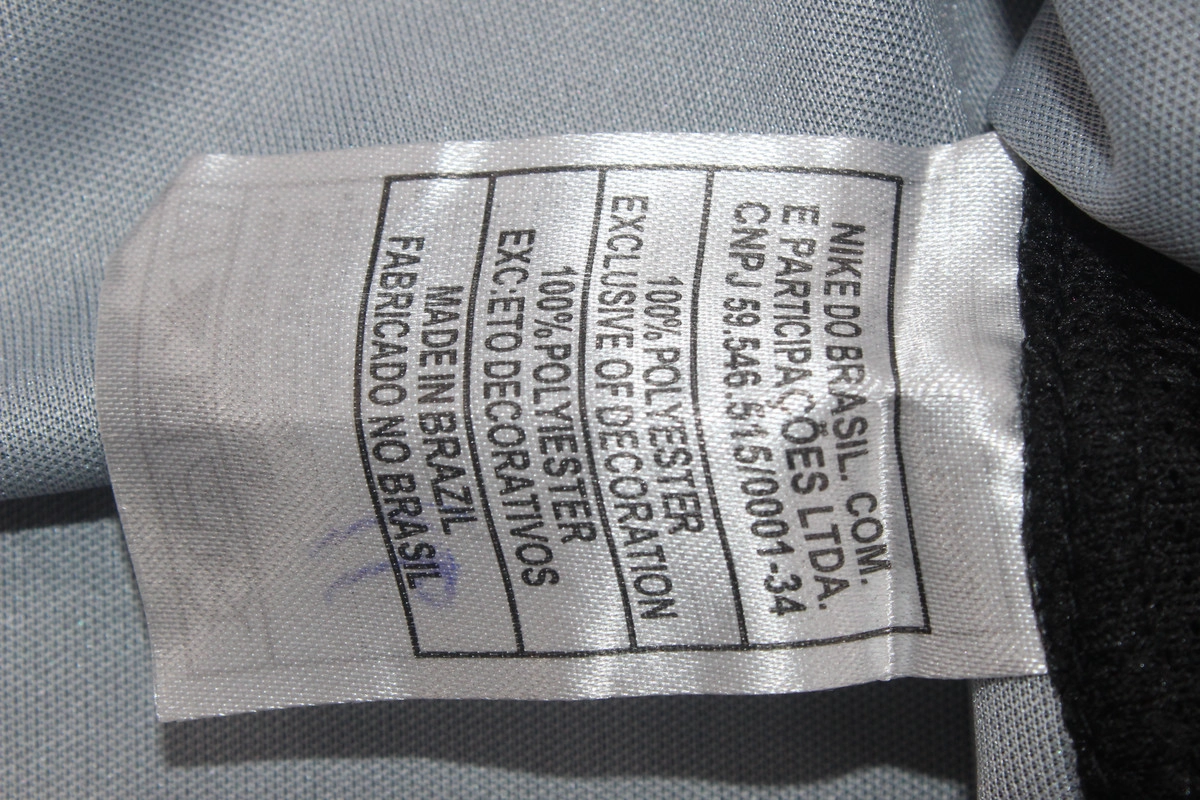 NIKE DO BRASIL. COM.
E PARTICIPAÇÕES LTDA.
CNPJ 59.546.515/0001-34
100%.POLYESTER
EXCLUSIVE OF DECORATION
100%.POLYIESTER
EXC:ETO DECORATIVOS
MADE IN BRAZIL
FABRICADO NO BRASIL